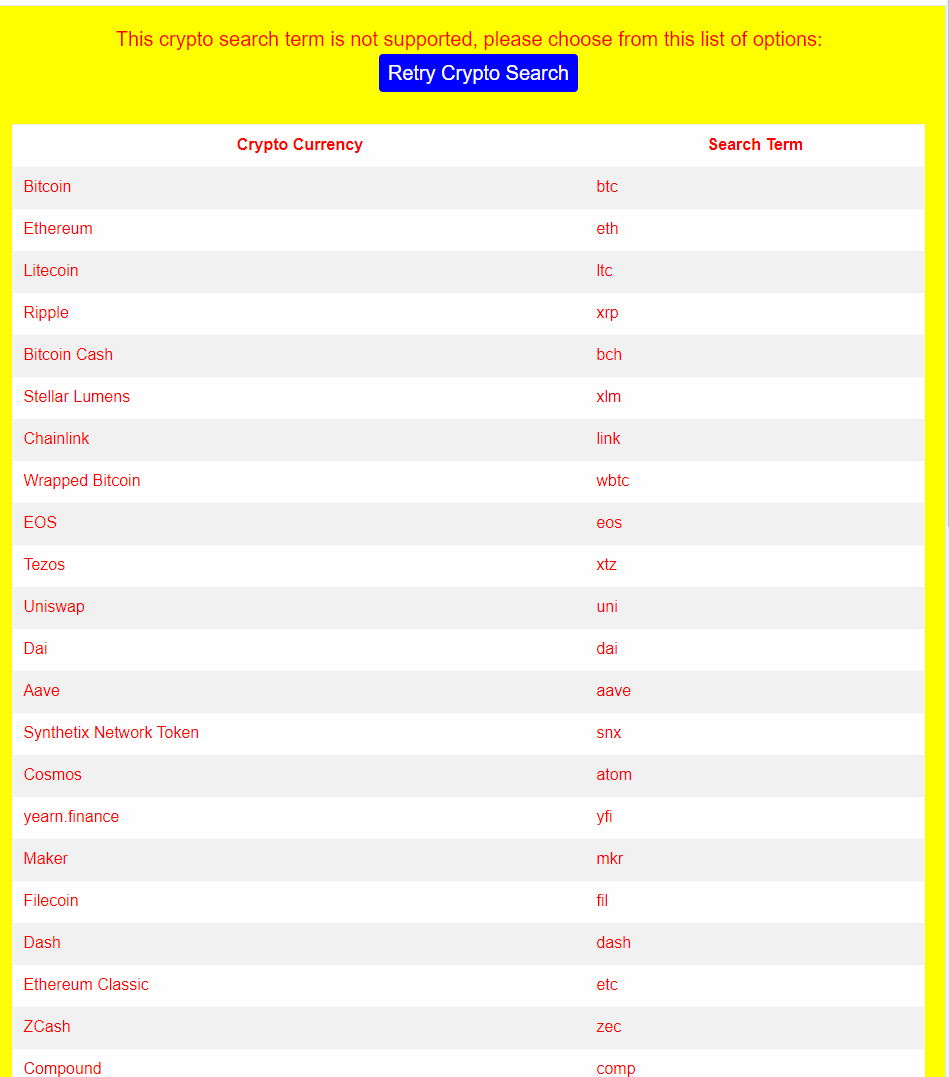 This crypto search term is not supported, please choose from this list of options:
Retry Crypto Search
Crypto Currency Search Term
Bitcoin btc
Ethereum eth
Litecoin ltc
Ripple xrp
Bitcoin Cash bch
Stellar Lumens xlm
Chainlink link
Wrapped Bitcoin wbtc
EOS eos
Tezos xtz
Uniswap uni
Dai dai
Aave aave
Synthetix Network Token snx
Cosmos atom
yearn.finance yfi
Maker mkr
Filecoin fil
Dash dash
Ethereum Classic etc
ZCash zec
Compound comp